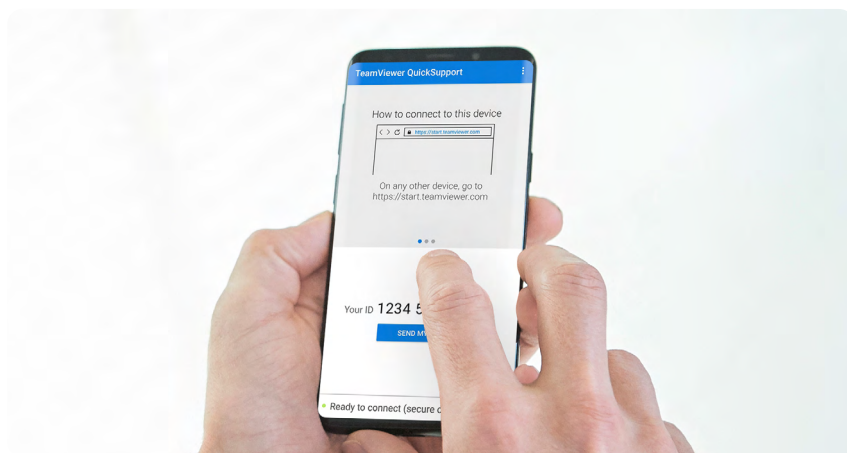 TeamViewer QuickSupport
How to connect to this device
https://start.teamviewer.com
On any other device, go to
https://start.teamviewer.com
Your ID 1234 5
SEND
Ready to connect (secure